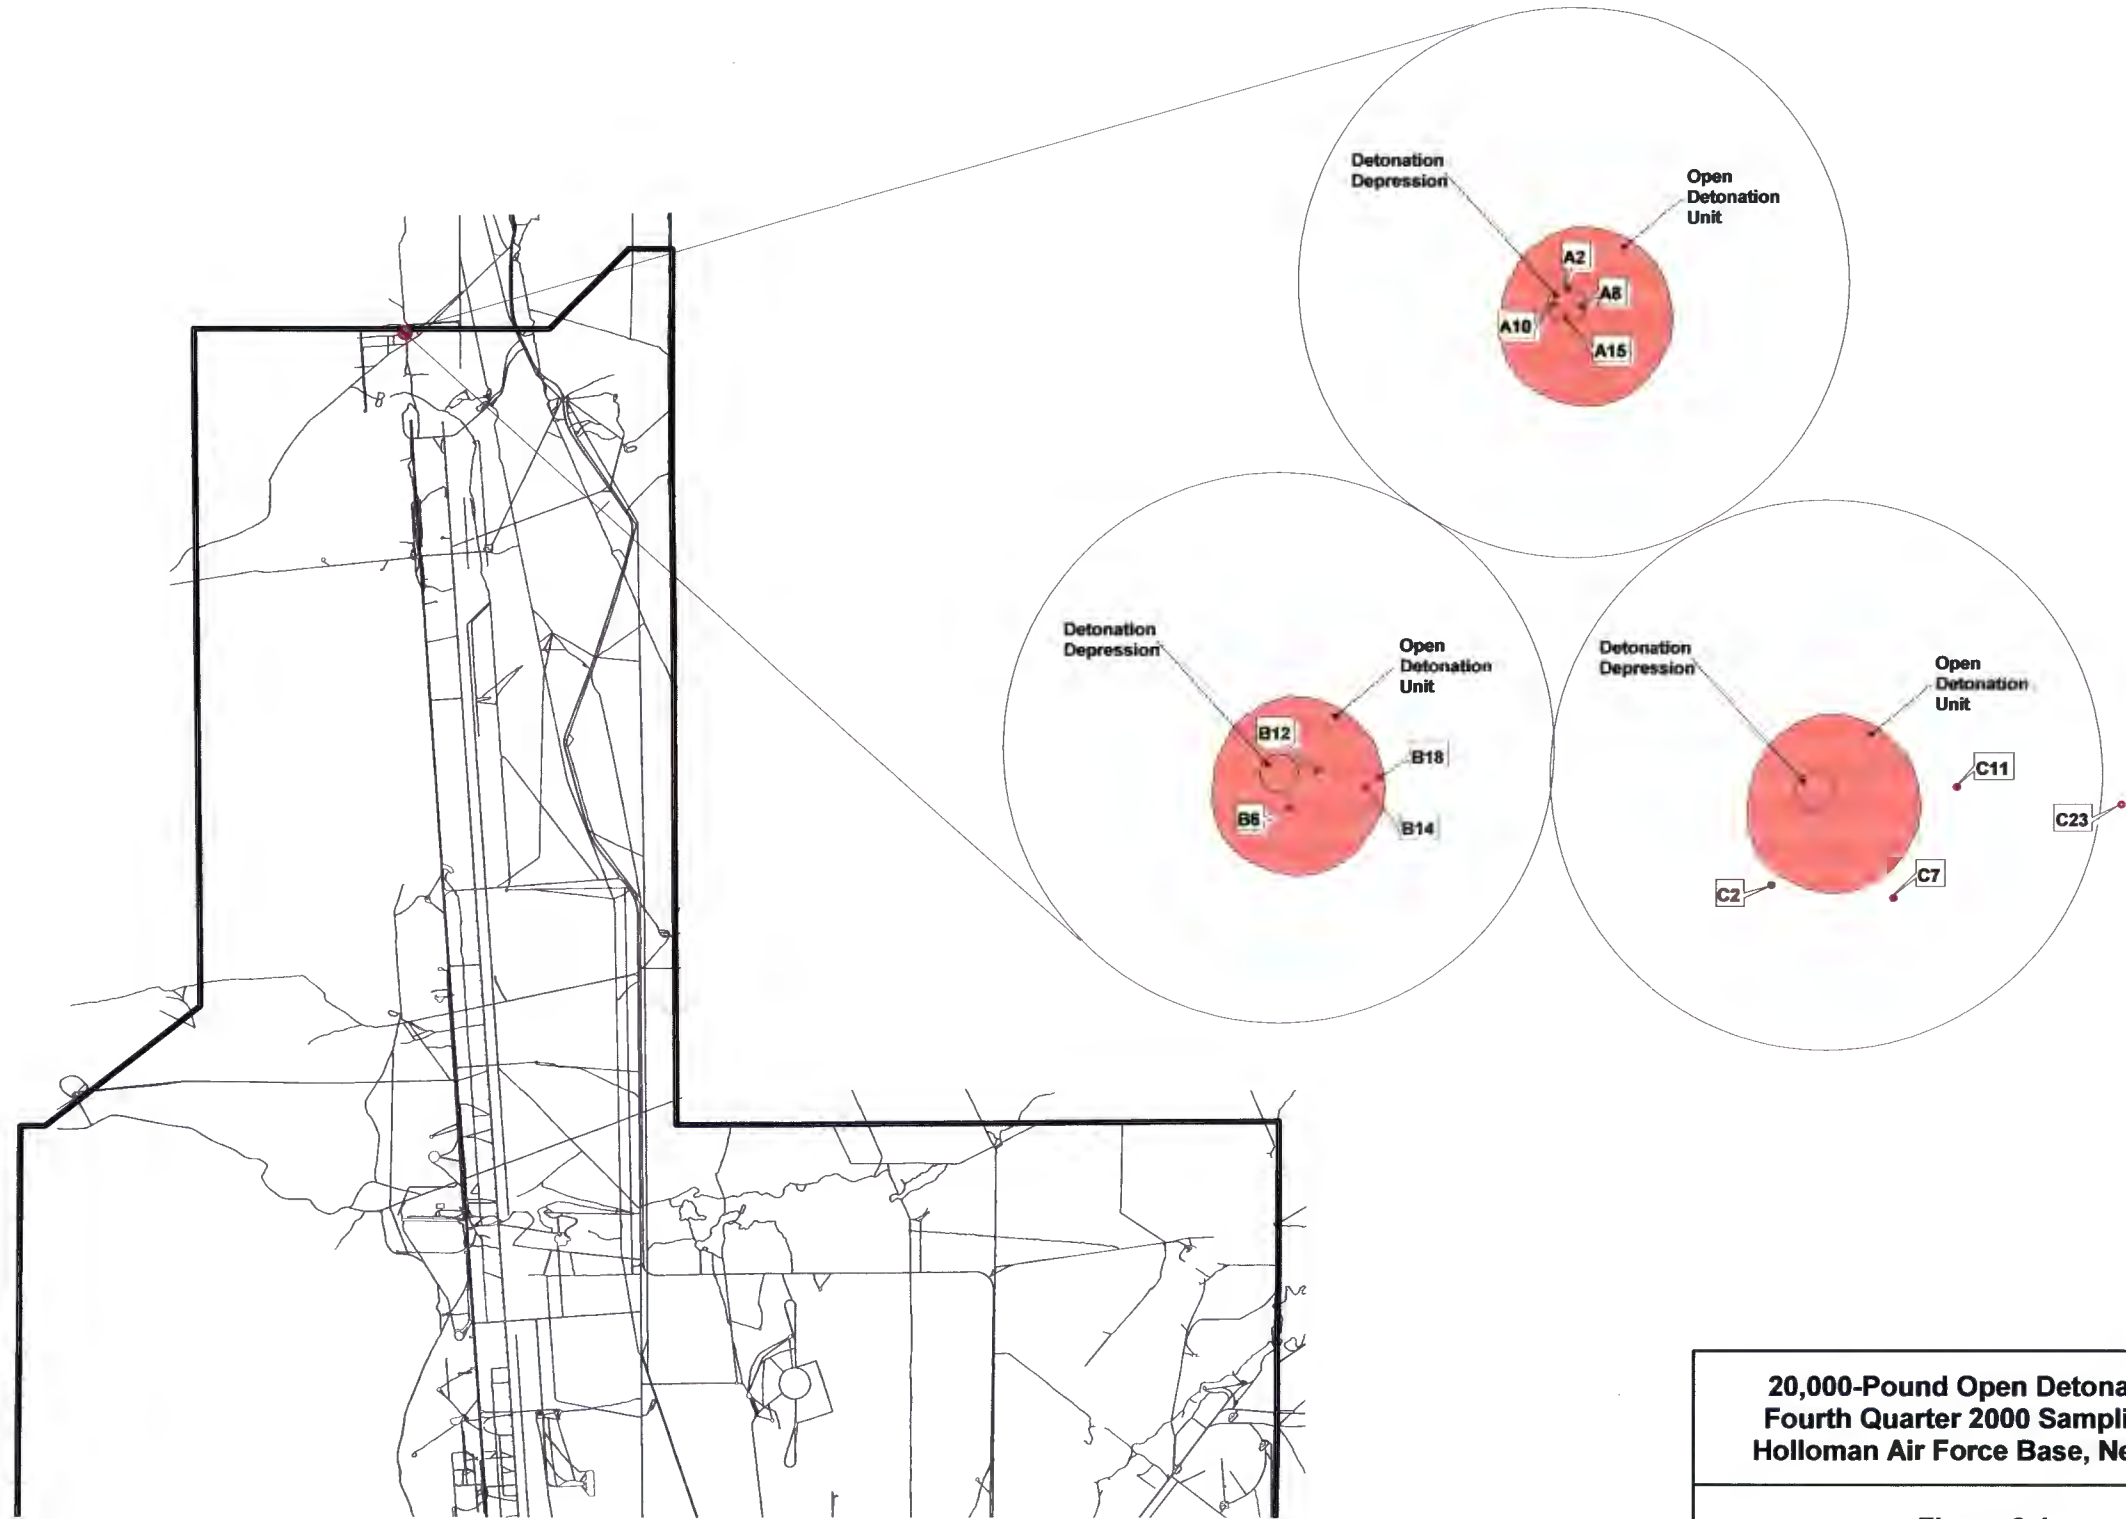 Detonation
Depression
Open
Detonation
Unit
A2
A8
A10
A15
Detonation
Depression
Open
Detonation
Unit
B12
B18
B6
B14
Detonation
Depression
Open
Detonation
Unit
C11
C23
C7
C2
20,000-Pound Open Detona
Fourth Quarter 2000 Sampli
Holloman Air Force Base, Ne